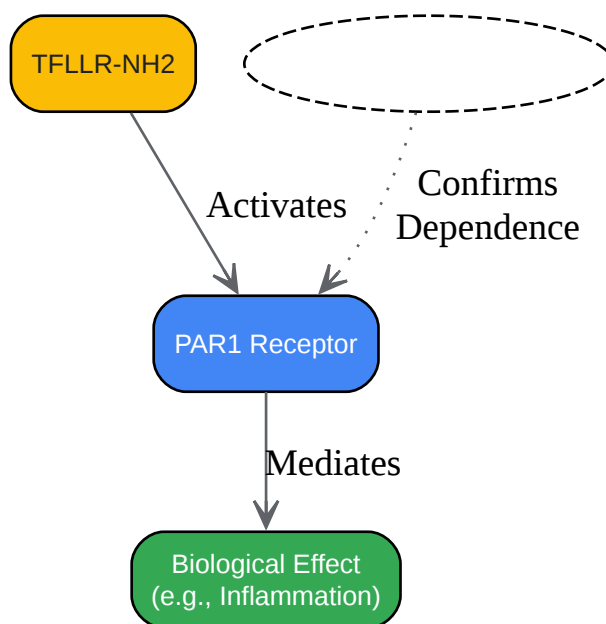 TFLLR-NH2
Activates
Confirms
Dependence
PAR1 Receptor
Mediates
Biological Effect
(e.g., Inflammation)